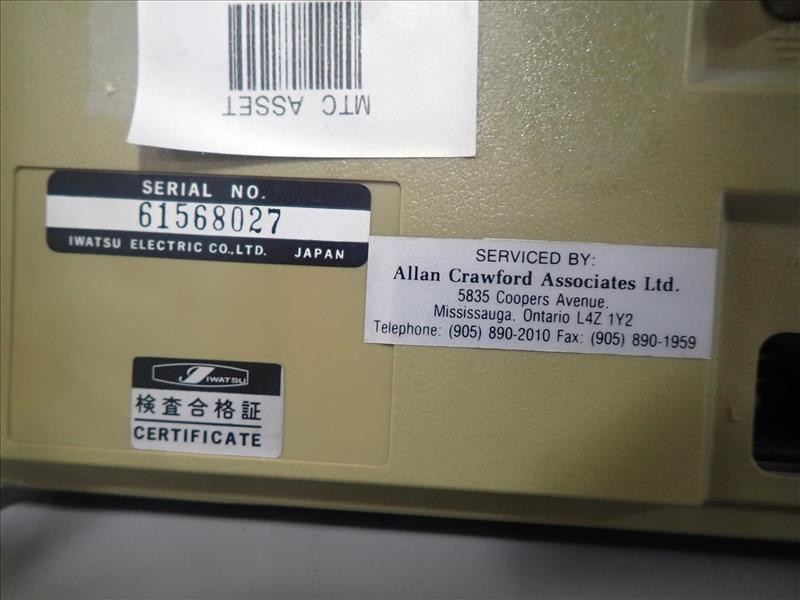 MTC ASSET
SERIAL NO.
61568027
IWATSU ELECTRIC CO.,LTD. JAPAN
SERVICED BY:
Allan Crawford Associates Ltd.
5835 Coopers Avenue,
Mississauga, Ontario L4Z 1Y2
Telephone: (905) 890-2010 Fax: (905) 890-1959
IWATSU
検査合格証
CERTIFICATE